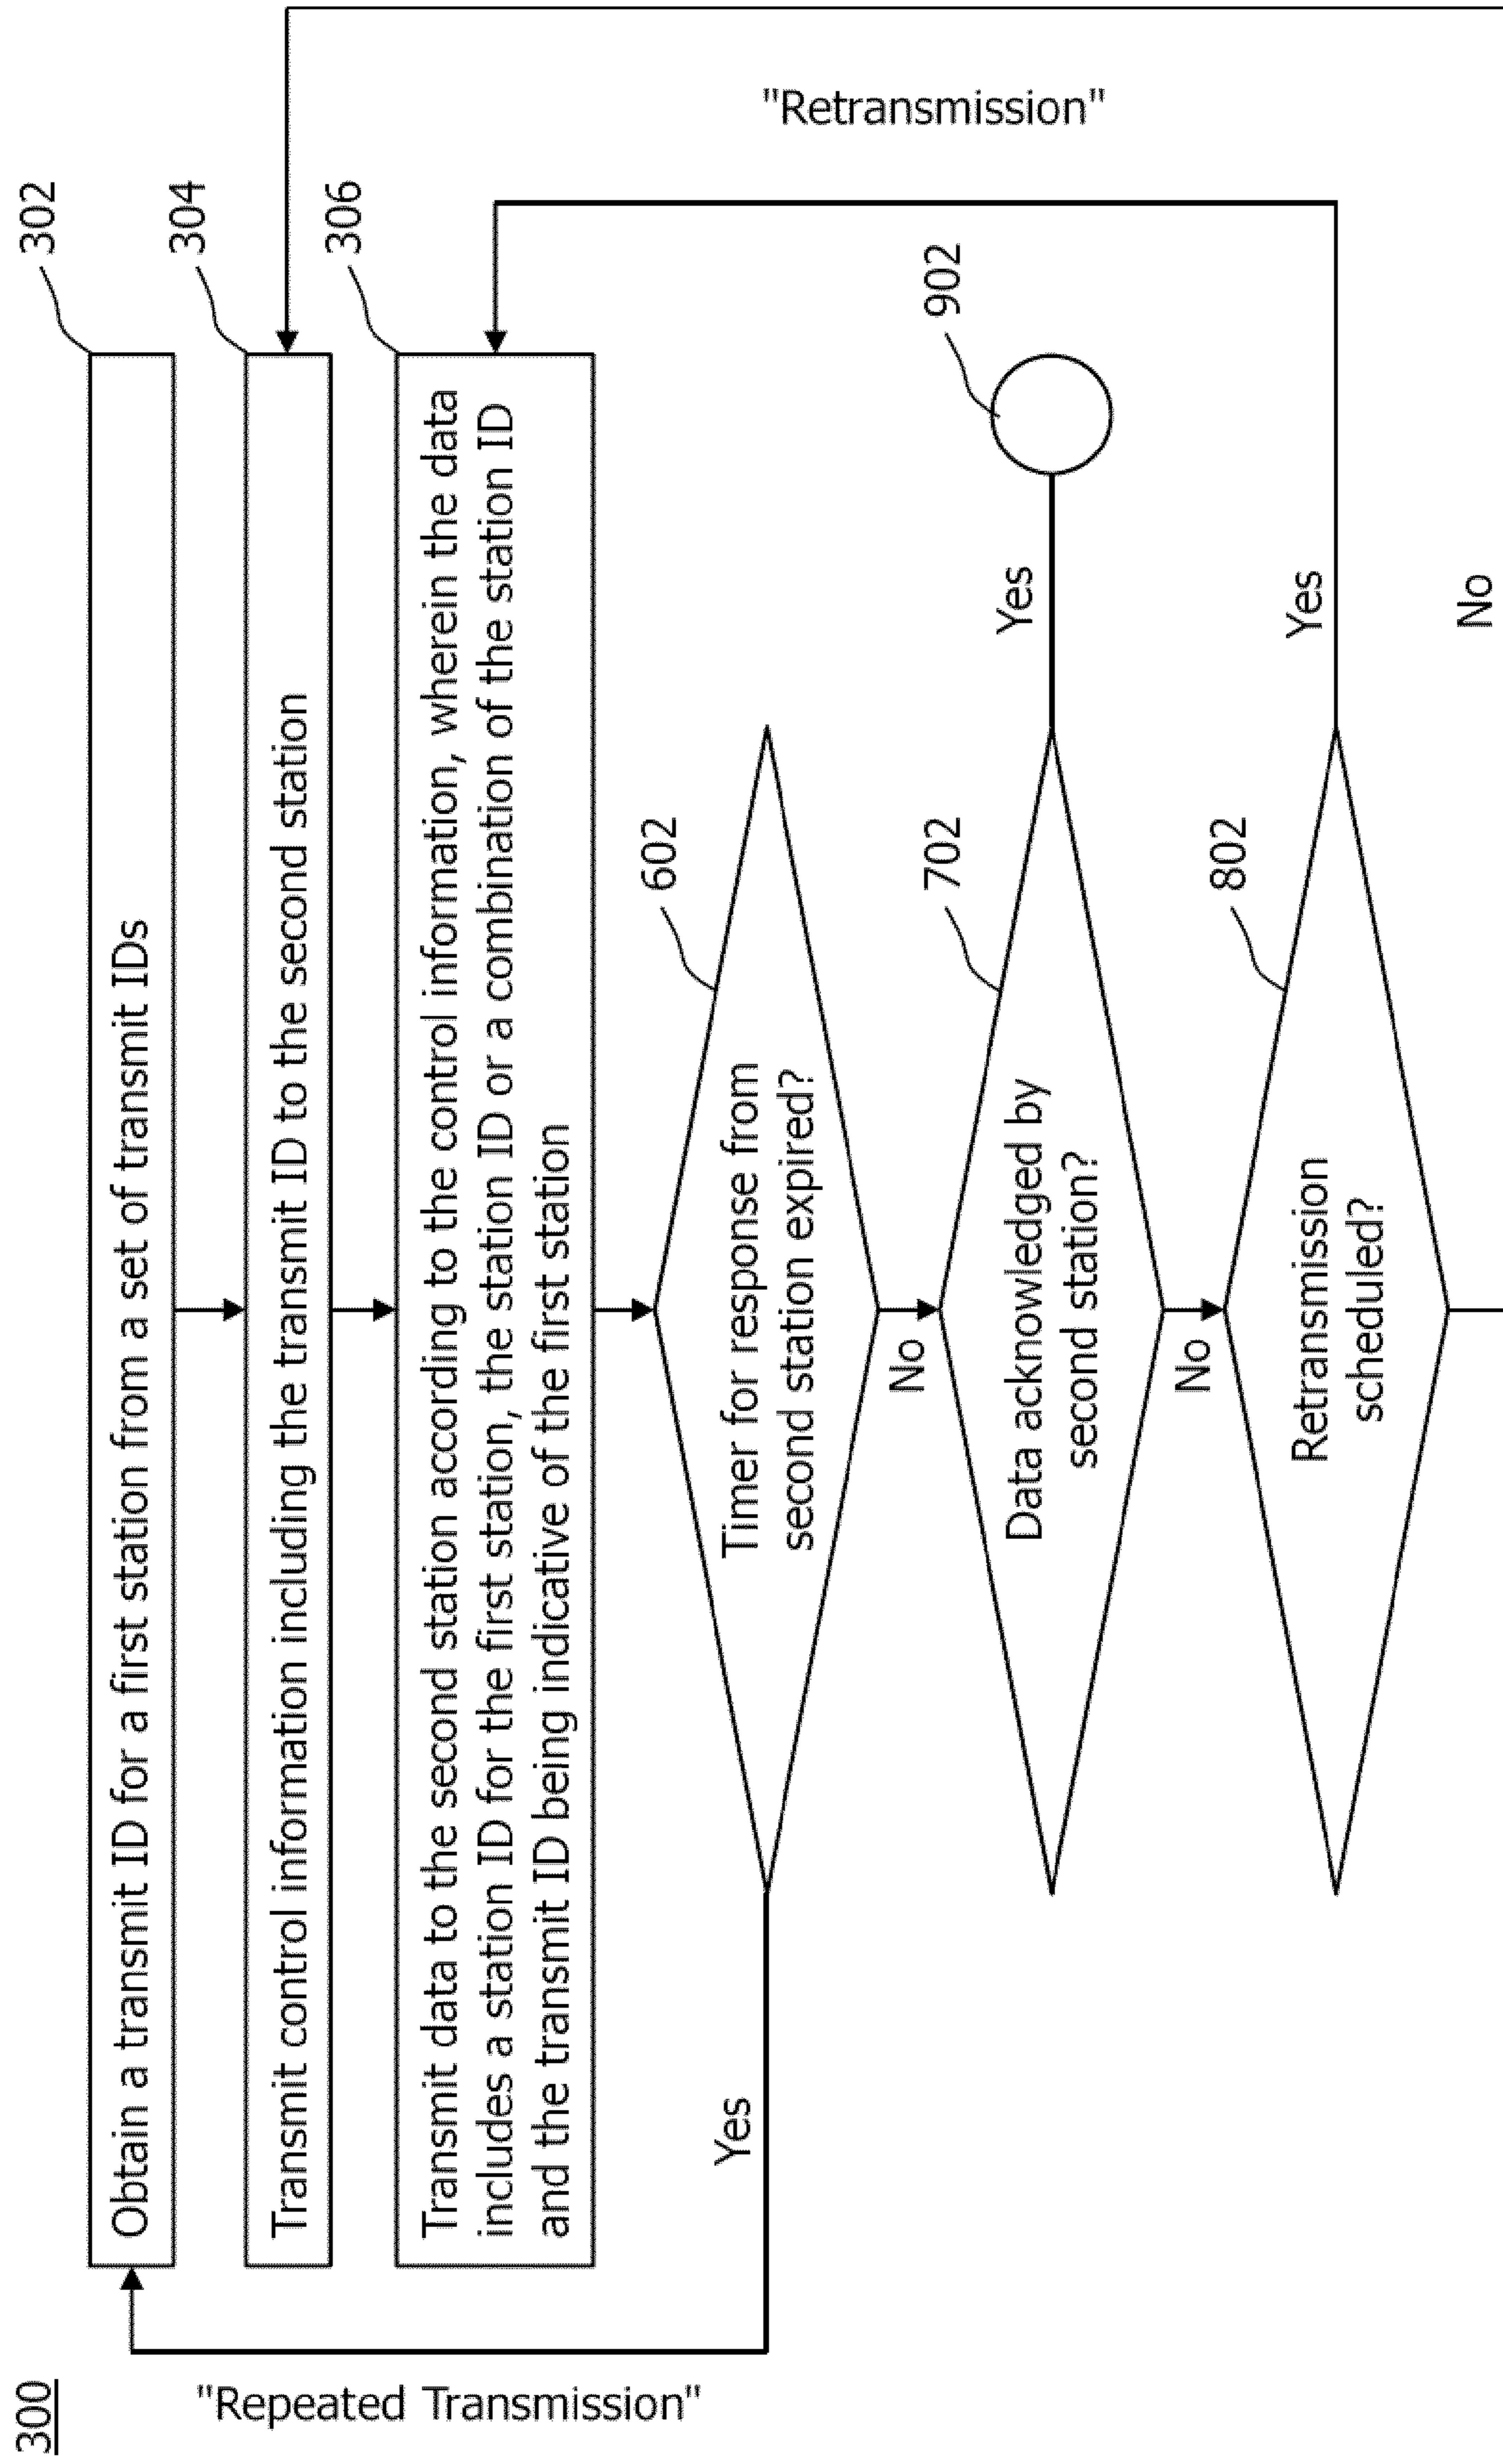 300
302
Obtain a transmit ID for a first station from a set of transmit IDs
304
Transmit control information including the transmit ID to the second station
306
Transmit data to the second station according to the control information, wherein the data
includes a station ID for the first station, the station ID or a combination of the station ID
and the transmit ID being indicative of the first station
"Repeated Transmission"
"Retransmission"
602
Timer for response from
second station expired?
Yes
No
702
Data acknowledged by
second station?
Yes
902
No
802
Retransmission
scheduled?
Yes
No